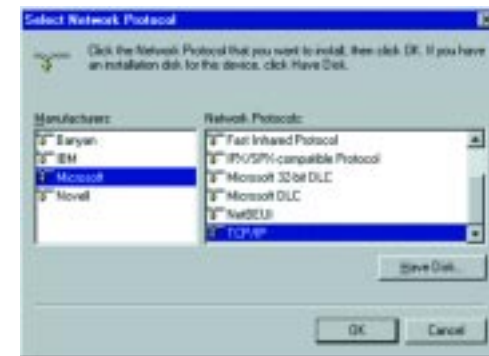 Select Network Protocol
Click the Network Protocol that you want to install, then click OK. If you have
an installation disk for this device, click Have Disk.
Manufacturers:
Banyan
IBM
Microsoft
Novell
Network Protocols:
Fast Infrared Protocol
IPX/SPX-compatible Protocol
Microsoft 32-bit DLC
Microsoft DLC
NetBEUI
TCP/IP
Have Disk...
OK
Cancel